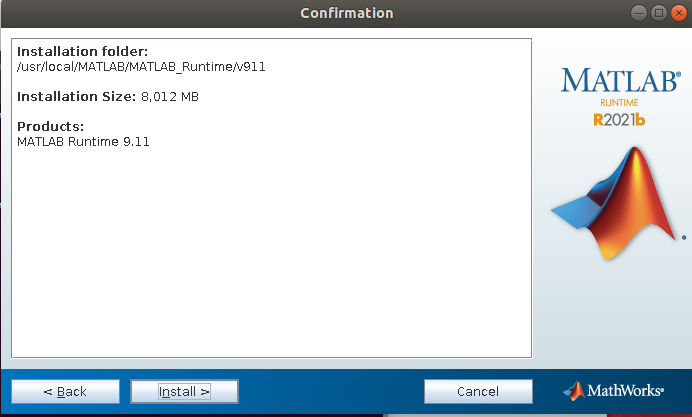 Confirmation
Installation folder:
/usr/local/MATLAB/MATLAB_Runtime/v911
Installation Size: 8,012 MB
Products:
MATLAB Runtime 9.11
MATLAB®
RUNTIME
R2021b
< Back
Install >
Cancel
MathWorks®